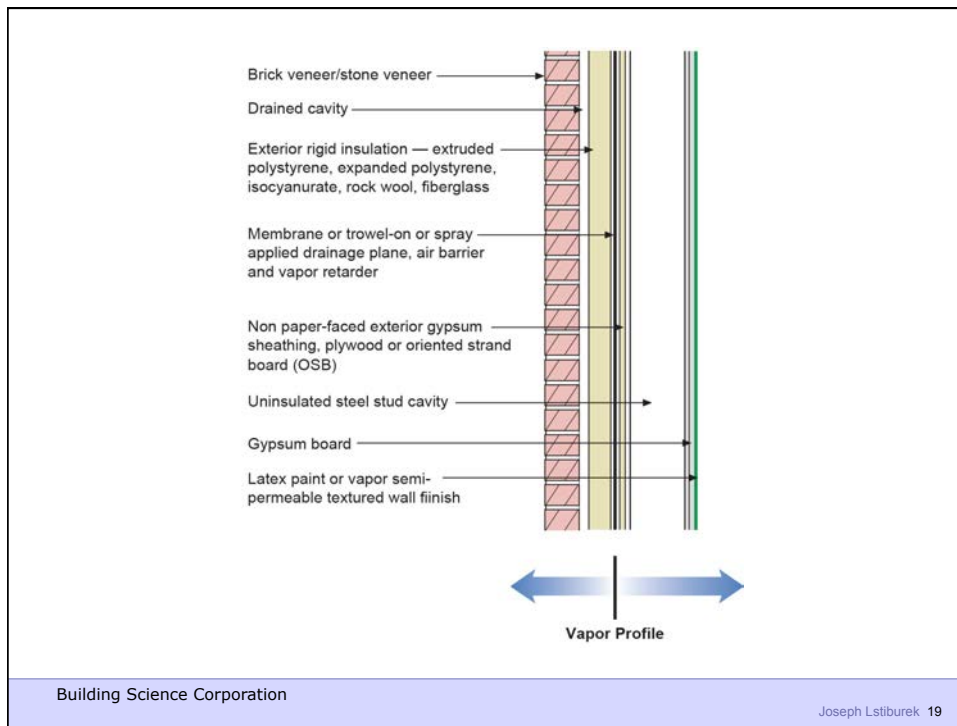 Brick veneer/stone veneer
Drained cavity
Exterior rigid insulation — extruded
polystyrene, expanded polystyrene,
isocyanurate, rock wool, fiberglass
Membrane or trowel-on or spray
applied drainage plane, air barrier
and vapor retarder
Non paper-faced exterior gypsum
sheathing, plywood or oriented strand
board (OSB)
Uninsulated steel stud cavity
Gypsum board
Latex paint or vapor semi-
permeable textured wall fiinish
Vapor Profile
Building Science Corporation
Joseph Lstiburek 19